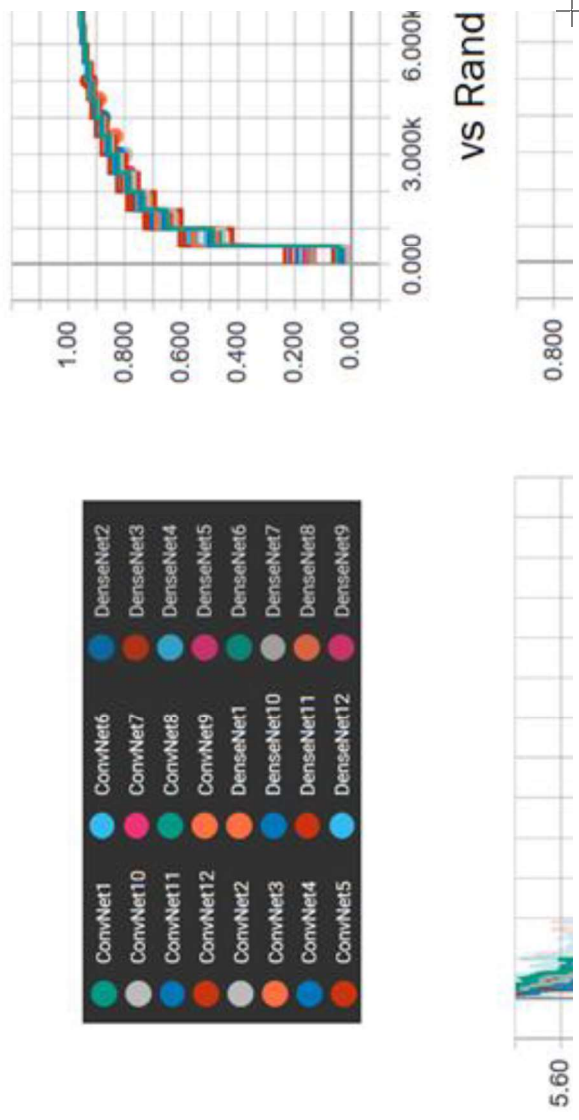 1.00
0.800
0.600
0.400
0.200
0.00
0.000
3.000k
6.000k
vs Rand
ConvNet1 ConvNet6 DenseNet2
ConvNet10 ConvNet7 DenseNet3
ConvNet11 ConvNet8 DenseNet4
ConvNet12 ConvNet9 DenseNet5
ConvNet2 DenseNet1 DenseNet6
ConvNet3 DenseNet10 DenseNet7
ConvNet4 DenseNet11 DenseNet8
ConvNet5 DenseNet12 DenseNet9
0.800
5.60